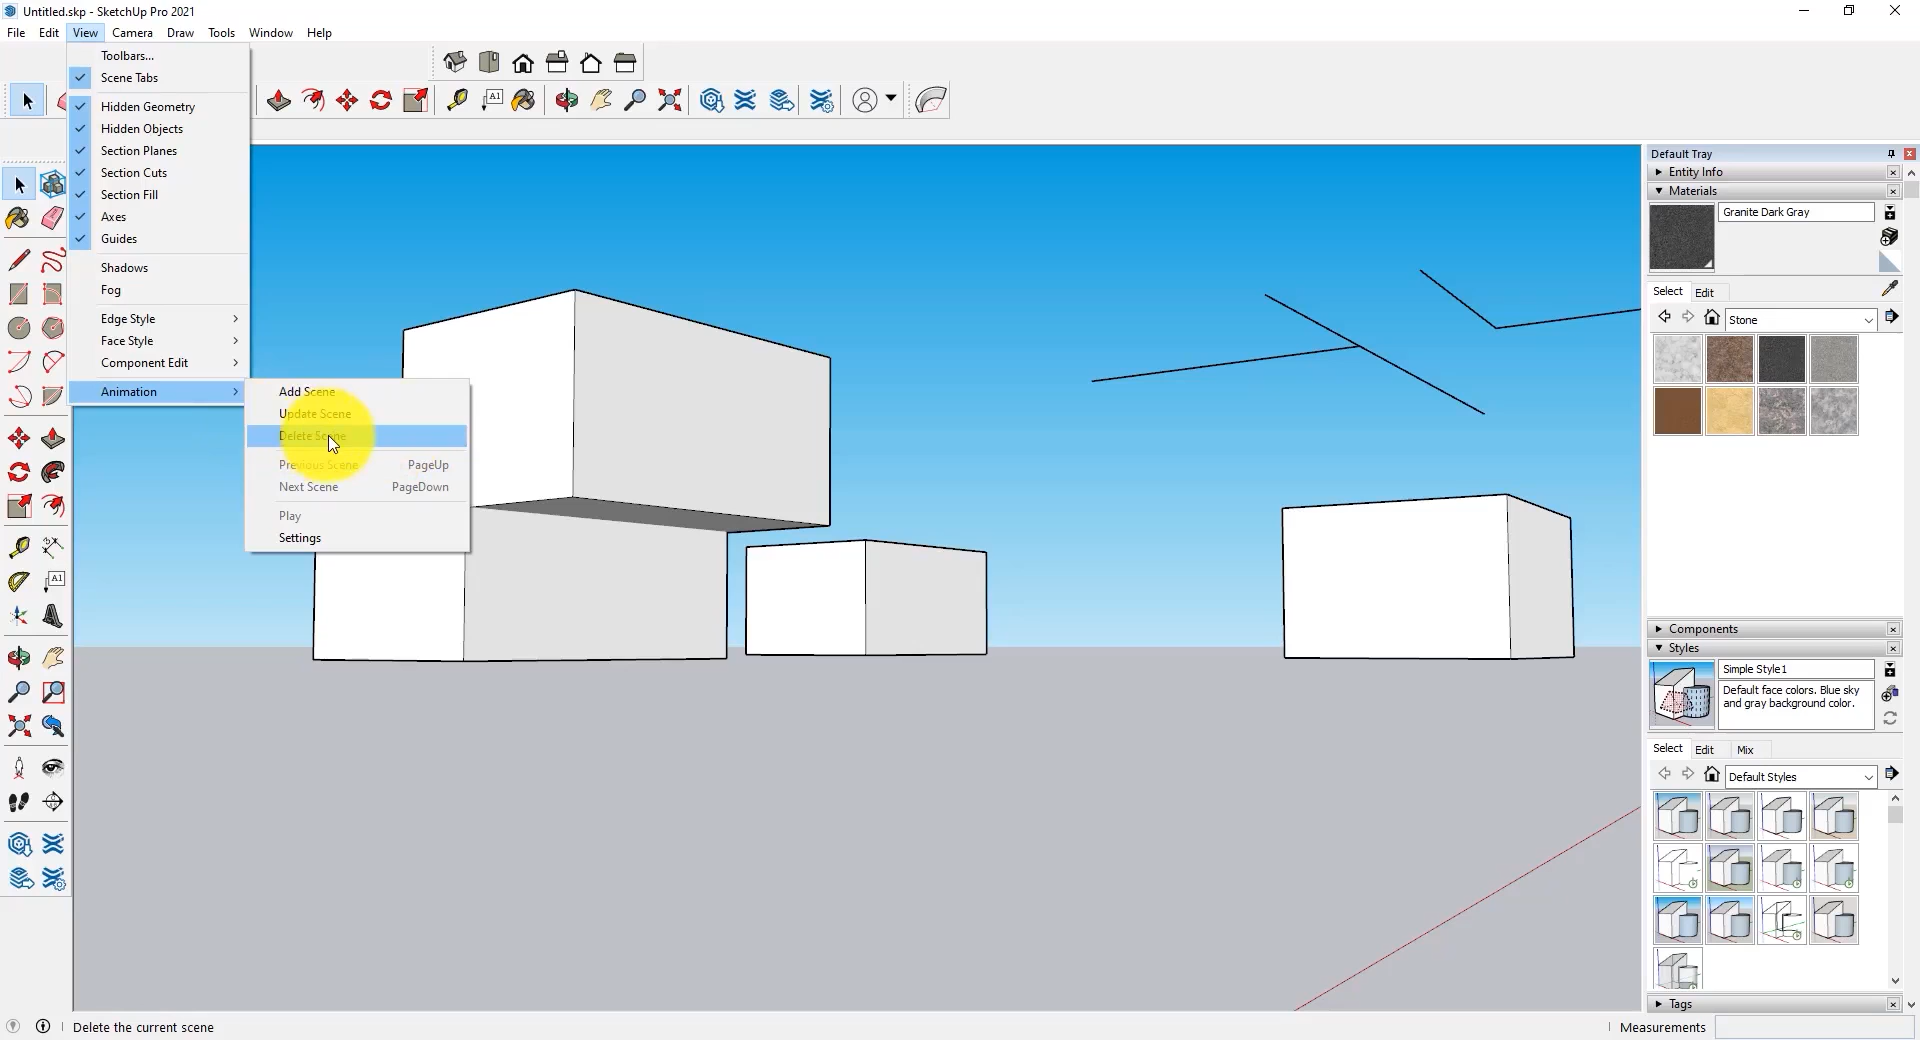 Untitled.skp - SketchUp Pro 2021
File Edit View Camera Draw Tools Window Help
Toolbars...
Scene Tabs
Hidden Geometry
Hidden Objects
Section Planes
Section Cuts
Section Fill
Axes
Guides
Shadows
Fog
Edge Style
Face Style
Component Edit
Animation
Add Scene
Update Scene
Delete Scene
Previous Scene PageUp
Next Scene PageDown
Play
Settings
A1
A1
Default Tray
Entity Info
Materials
Granite Dark Gray
Select Edit
Stone
Components
Styles
Simple Style1
Default face colors. Blue sky
and gray background color.
Select Edit Mix
Default Styles
Tags
Delete the current scene
Measurements